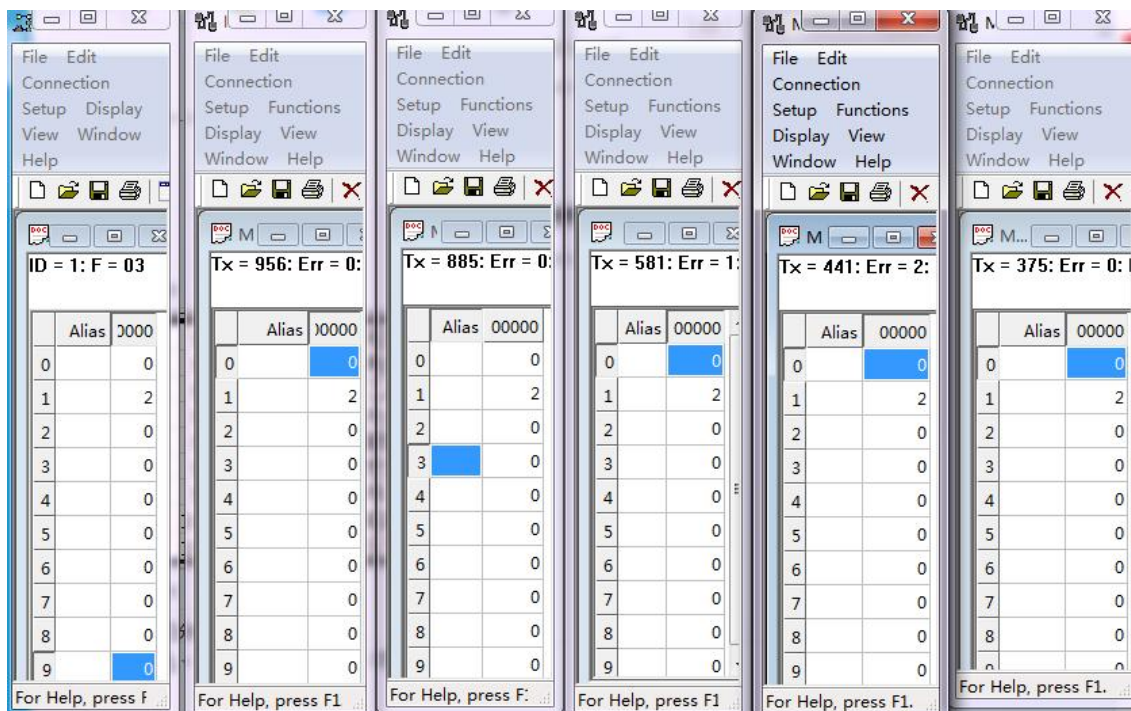 File Edit
Connection
Setup Display
View Window
Help
ID = 1: F = 03
Alias 0000
0 0
1 2
2 0
3 0
4 0
5 0
6 0
7 0
8 0
9 0
For Help, press F
File Edit
Connection
Setup Functions
Display View
Window Help
M
Tx = 956: Err = 0:
Alias 00000
0 0
1 2
2 0
3 0
4 0
5 0
6 0
7 0
8 0
9 0
For Help, press F1
File Edit
Connection
Setup Functions
Display View
Window Help
Tx = 885: Err = 0:
Alias 00000
0 0
1 2
2 0
3 0
4 0
5 0
6 0
7 0
8 0
9 0
For Help, press F
File Edit
Connection
Setup Functions
Display View
Window Help
Tx = 581: Err = 1:
Alias 00000
0 0
1 2
2 0
3 0
4 0
5 0
6 0
7 0
8 0
9 0
For Help, press F1
File Edit
Connection
Setup Functions
Display View
Window Help
M
Tx = 441: Err = 2:
Alias 00000
0 0
1 2
2 0
3 0
4 0
5 0
6 0
7 0
8 0
9 0
For Help, press F1.
File Edit
Connection
Setup Functions
Display View
Window Help
M...
Tx = 375: Err = 0:
Alias 00000
0 0
1 2
2 0
3 0
4 0
5 0
6 0
7 0
8 0
For Help, press F1.